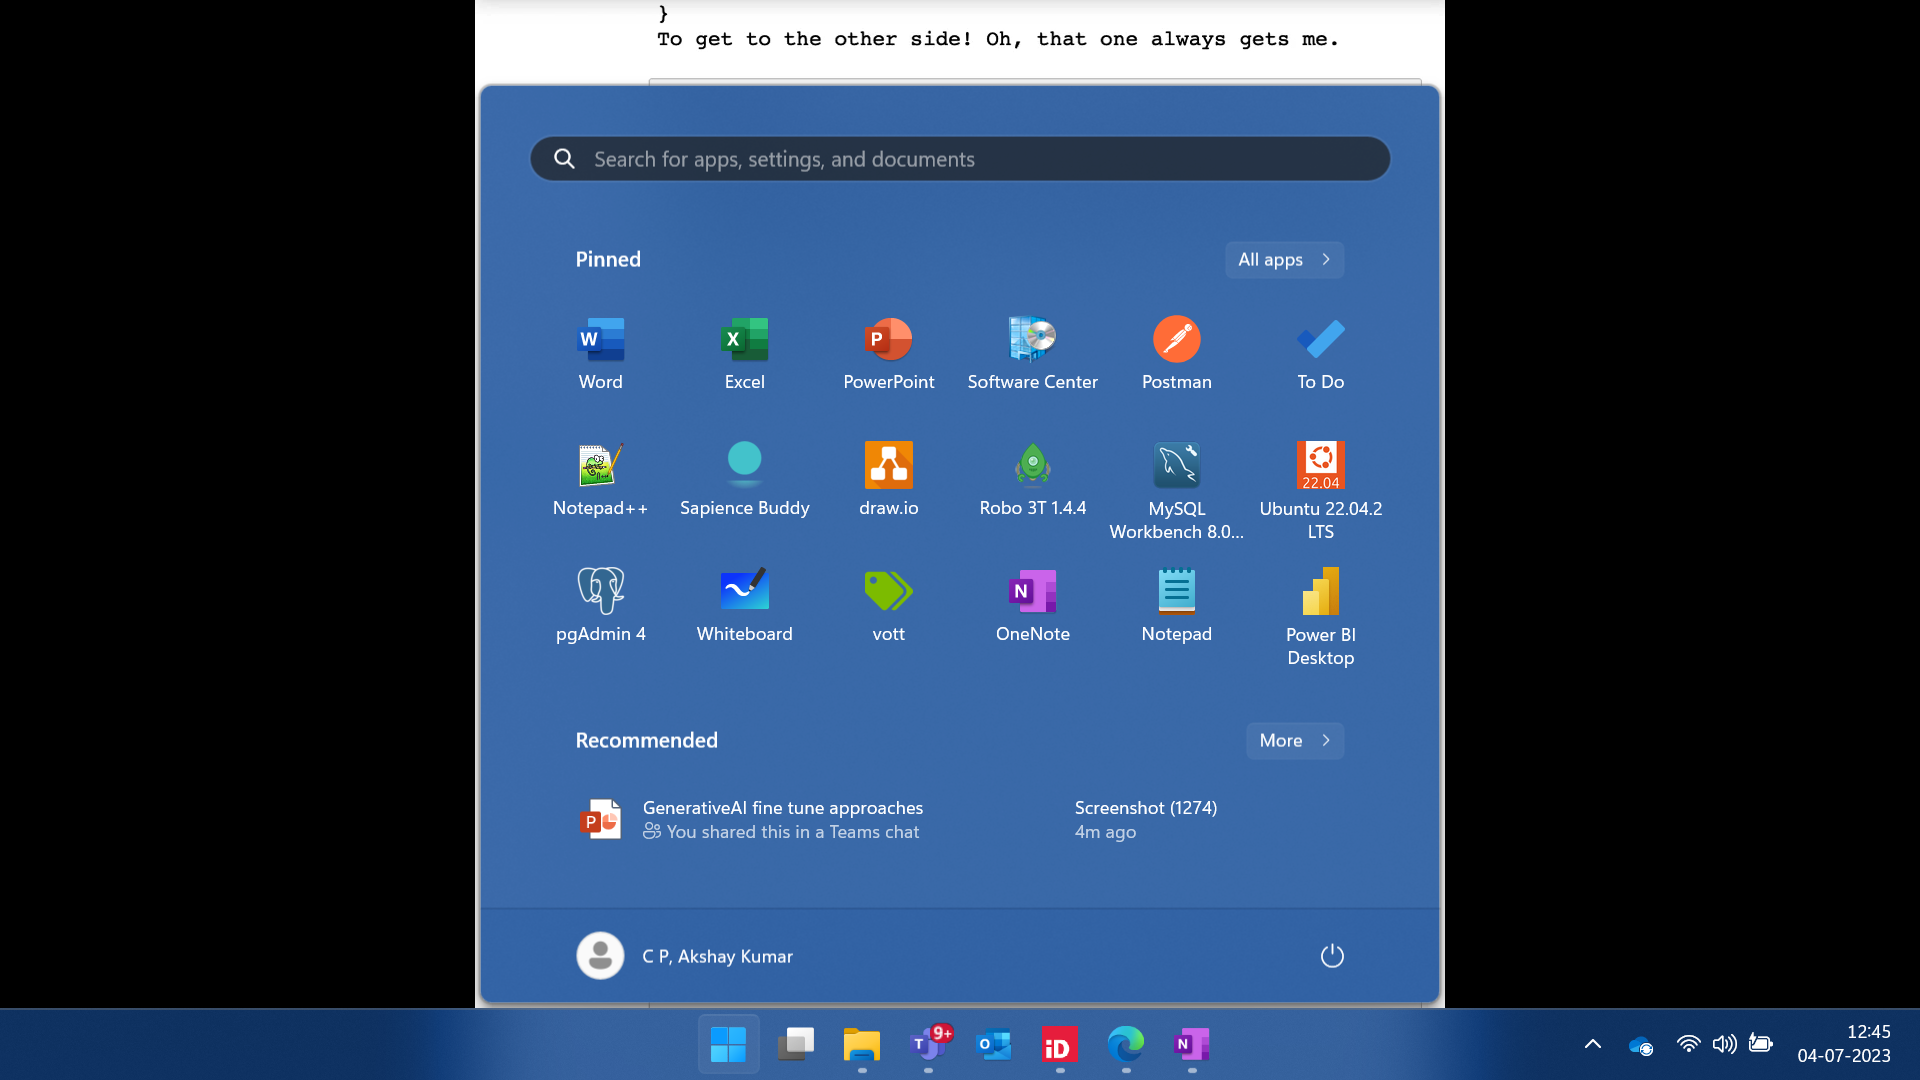 }
To get to the other side! Oh, that one always gets me.
Search for apps, settings, and documents
Pinned
All apps
W
X
P
Word
Excel
PowerPoint
Software Center
Postman
To Do
22.04
Notepad++
Sapience Buddy
draw.io
Robo 3T 1.4.4
MySQL
Workbench 8.0...
Ubuntu 22.04.2
LTS
N
pgAdmin 4
Whiteboard
vott
OneNote
Notepad
Power BI
Desktop
Recommended
More
P
GenerativeAI fine tune approaches
You shared this in a Teams chat
Screenshot (1274)
4m ago
C P, Akshay Kumar
T
9+
O
iD
N
12:45
04-07-2023